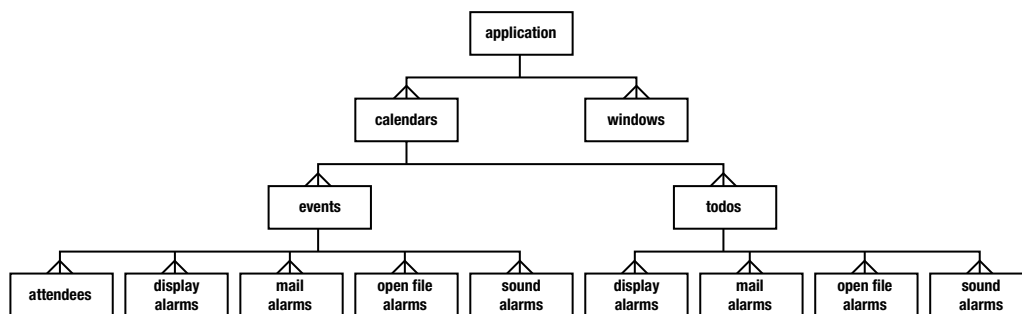 application
calendars
windows
events
todos
attendees
display
alarms
mail
alarms
open file
alarms
sound
alarms
display
alarms
mail
alarms
open file
alarms
sound
alarms